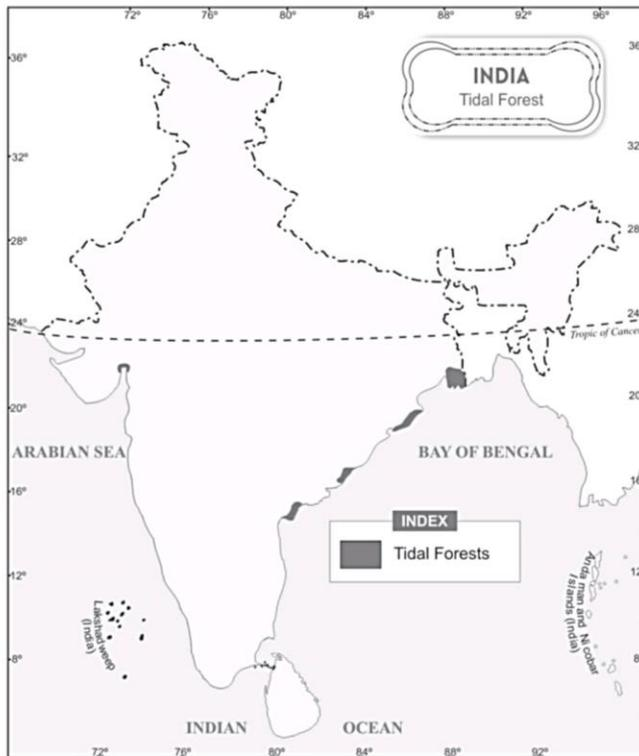 72° 76° 80° 84° 88° 92° 96°
INDIA
Tidal Forest
36° 36
32° 32
28° 28
24° 24
Tropic of Cancer
20° 20
ARABIAN SEA
BAY OF BENGAL
16° 16
INDEX
Tidal Forests
12° 12
Lakshadweep
(India)
Andaman and Nicobar
Islands (India)
8° 8
INDIAN OCEAN
72° 76° 80° 84° 88° 92°